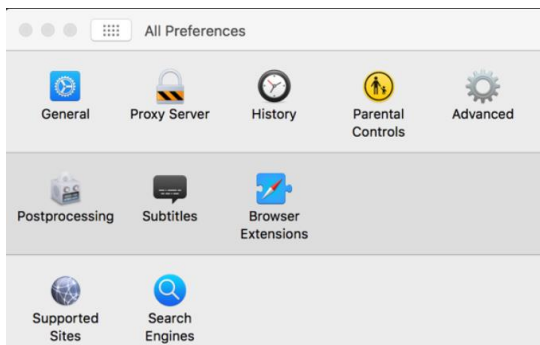 All Preferences
General Proxy Server History Parental Controls Advanced
Postprocessing Subtitles Browser Extensions
Supported Sites Search Engines